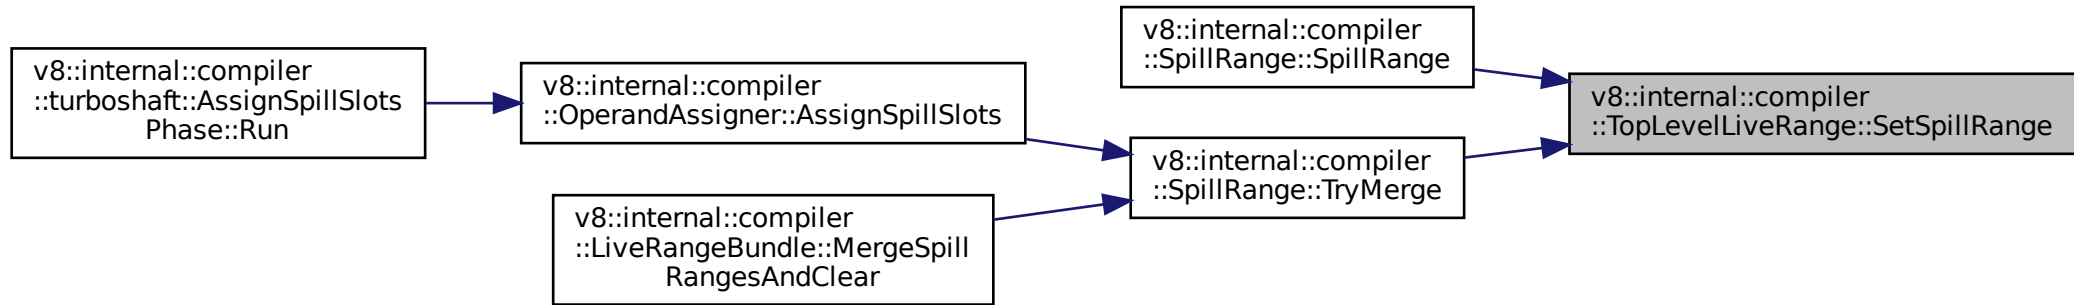 v8::internal::compiler
::turboshaft::AssignSpillSlots
Phase::Run
v8::internal::compiler
::OperandAssigner::AssignSpillSlots
v8::internal::compiler
::LiveRangeBundle::MergeSpill
RangesAndClear
v8::internal::compiler
::SpillRange::SpillRange
v8::internal::compiler
::SpillRange::TryMerge
v8::internal::compiler
::TopLevelLiveRange::SetSpillRange